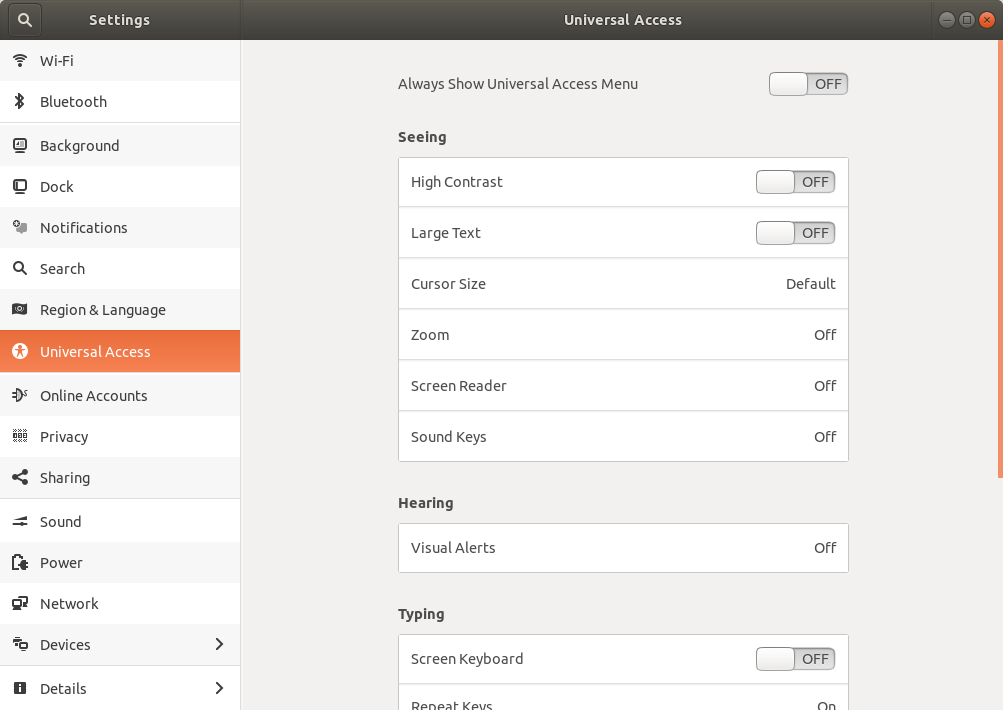 Settings
Universal Access
Wi-Fi
Bluetooth
Background
Dock
Notifications
Search
Region & Language
Universal Access
Online Accounts
Privacy
Sharing
Sound
Power
Network
Devices
Details
Always Show Universal Access Menu OFF
Seeing
High Contrast OFF
Large Text OFF
Cursor Size Default
Zoom Off
Screen Reader Off
Sound Keys Off
Hearing
Visual Alerts Off
Typing
Screen Keyboard OFF
Repeat Keys On